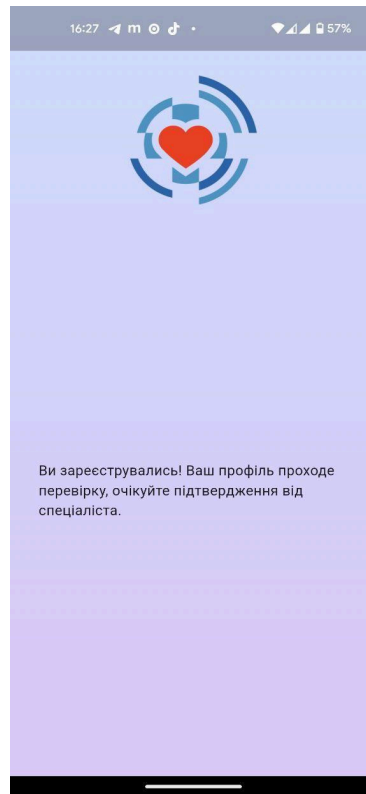 16:27 m 57%
Ви зареєструвались! Ваш профіль проходе
перевірку, очікуйте підтвердження від
спеціаліста.